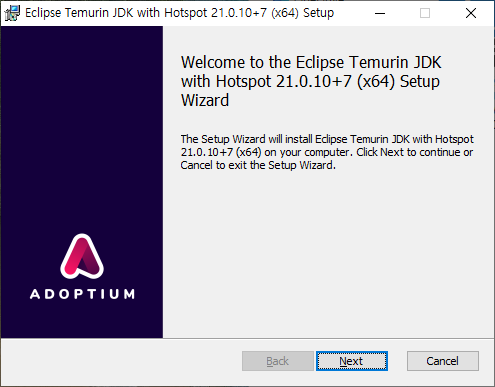 Eclipse Temurin JDK with Hotspot 21.0.10+7 (x64) Setup
Welcome to the Eclipse Temurin JDK
with Hotspot 21.0.10+7 (x64) Setup
Wizard
The Setup Wizard will install Eclipse Temurin JDK with Hotspot
21.0.10+7 (x64) on your computer. Click Next to continue or
Cancel to exit the Setup Wizard.
ADOPTIUM
Back Next Cancel